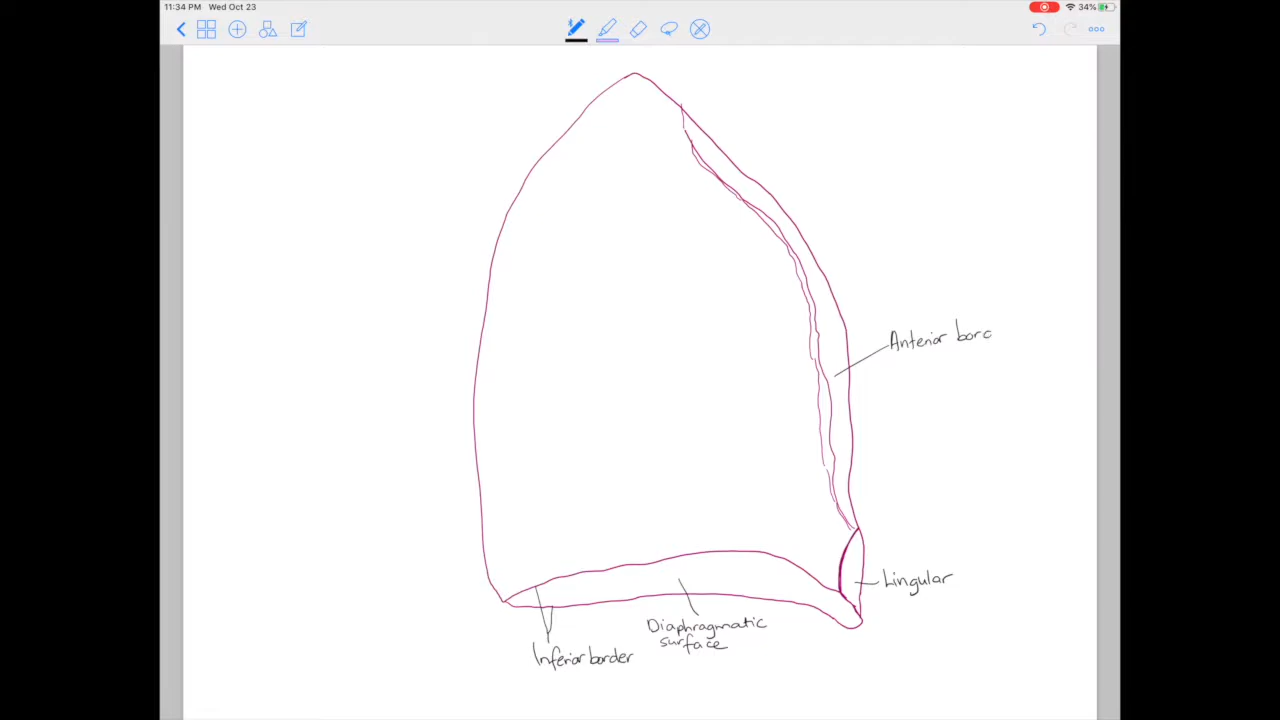 11:34 PM Wed Oct 23
34%
Anterior borc
Lingular
Diaphragmatic
surface
Inferior border